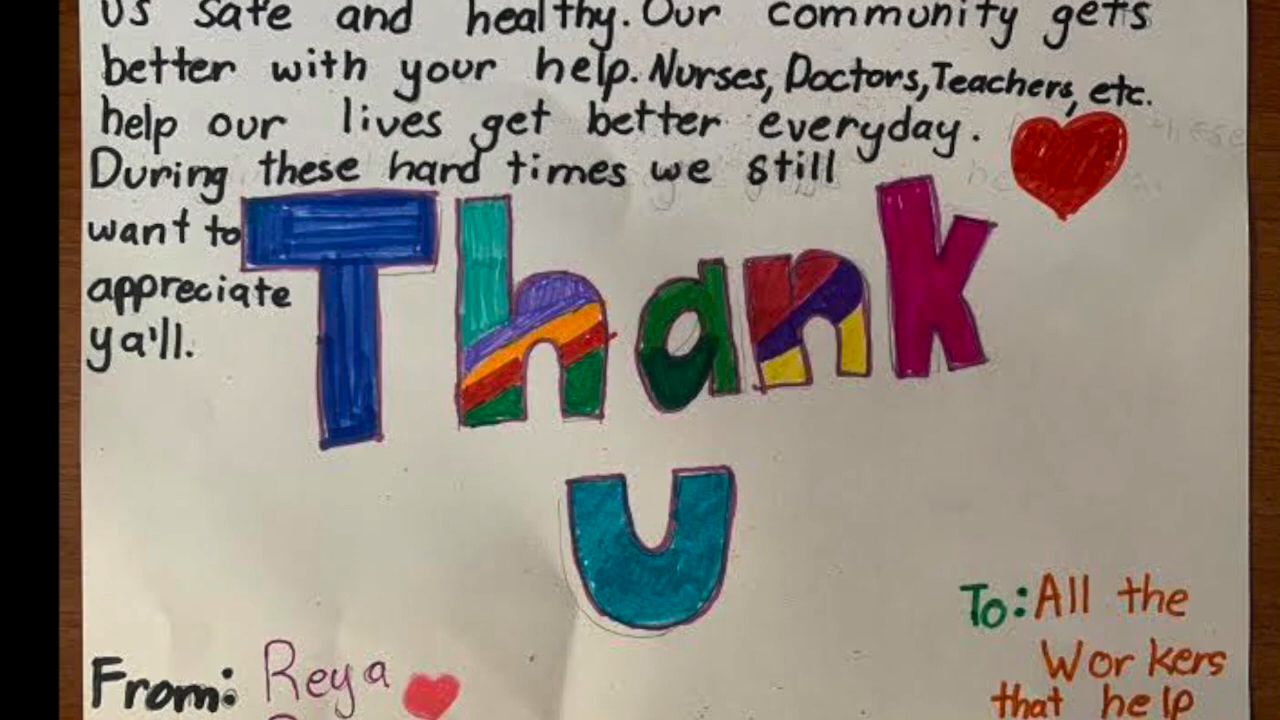 us safe and healthy. Our community gets
better with your help. Nurses, Doctors, Teachers, etc.
help our lives get better everyday.
During these hard times we still
want to
appreciate
ya'll.
Thank
U
To: All the
Workers
that help
From: Reya